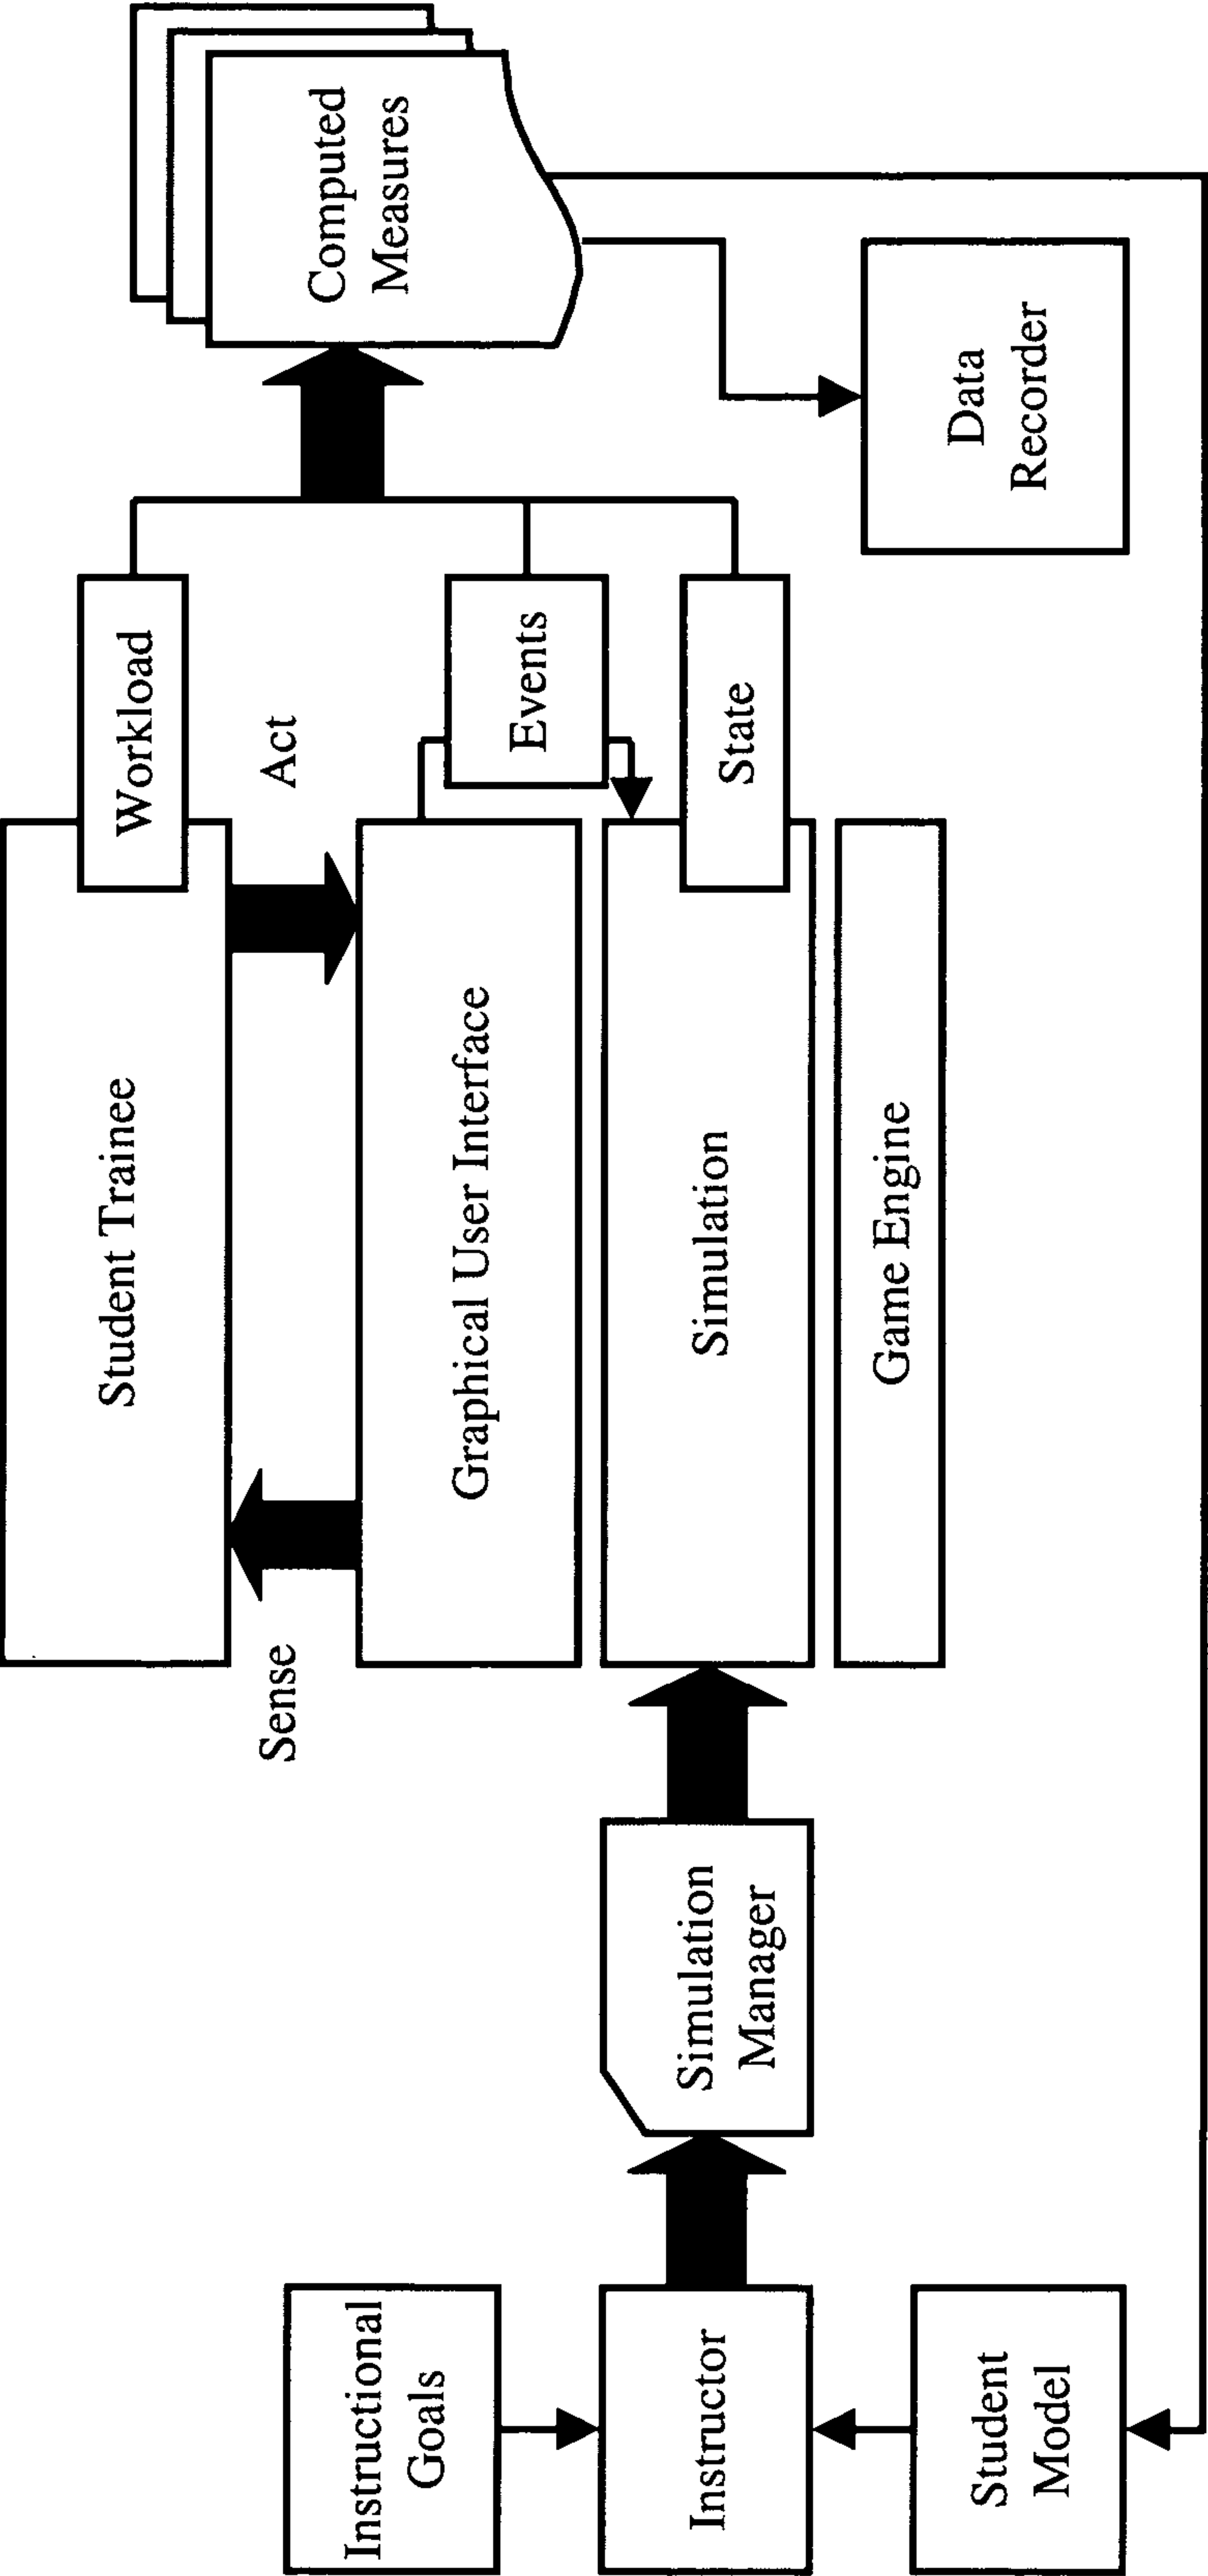 Student Trainee
Workload
Sense
Act
Computed
Measures
Graphical User Interface
Events
Instructional
Goals
Instructor
Simulation
Manager
Simulation
State
Game Engine
Student
Model
Data
Recorder